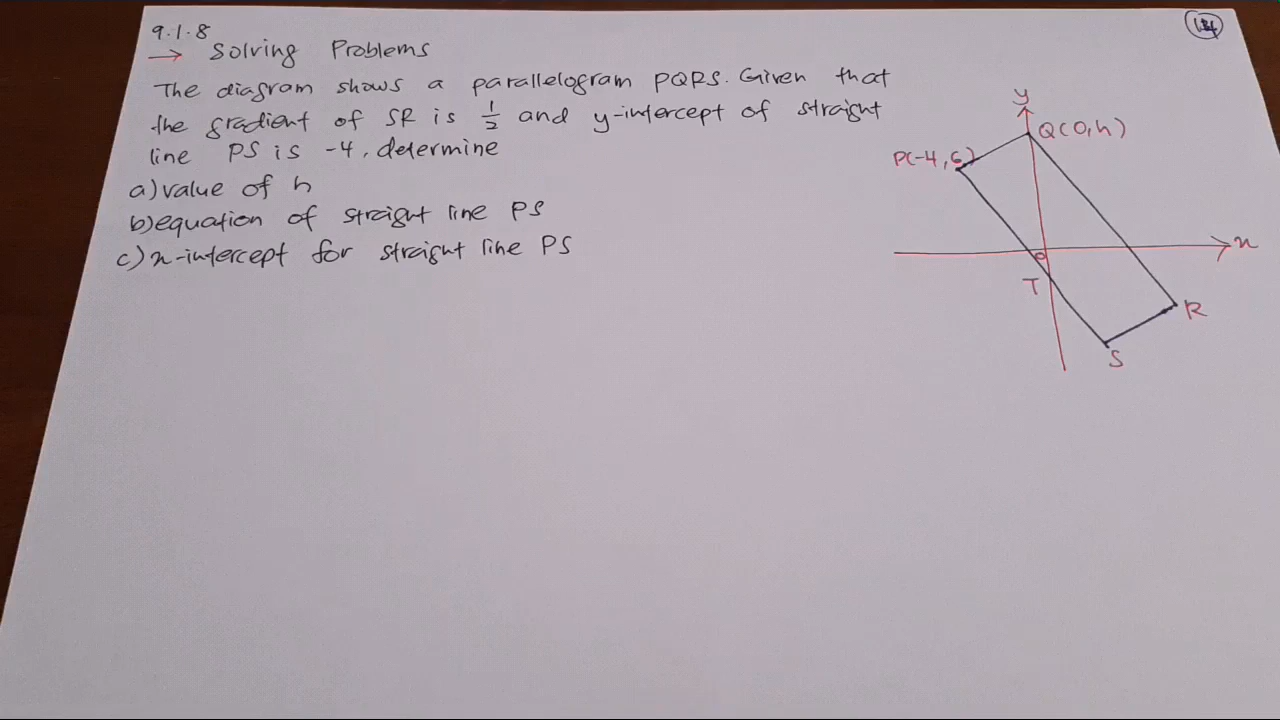 9.1.8
→ Solving Problems
The diagram shows a parallelogram PQRS. Given that
the gradient of SR is 1/2 and y-intercept of straight
line PS is -4, determine
a) value of h
b) equation of straight line PS
c) x-intercept for straight line PS
y
Q(0,h)
P(-4,6)
x
O
T
R
S